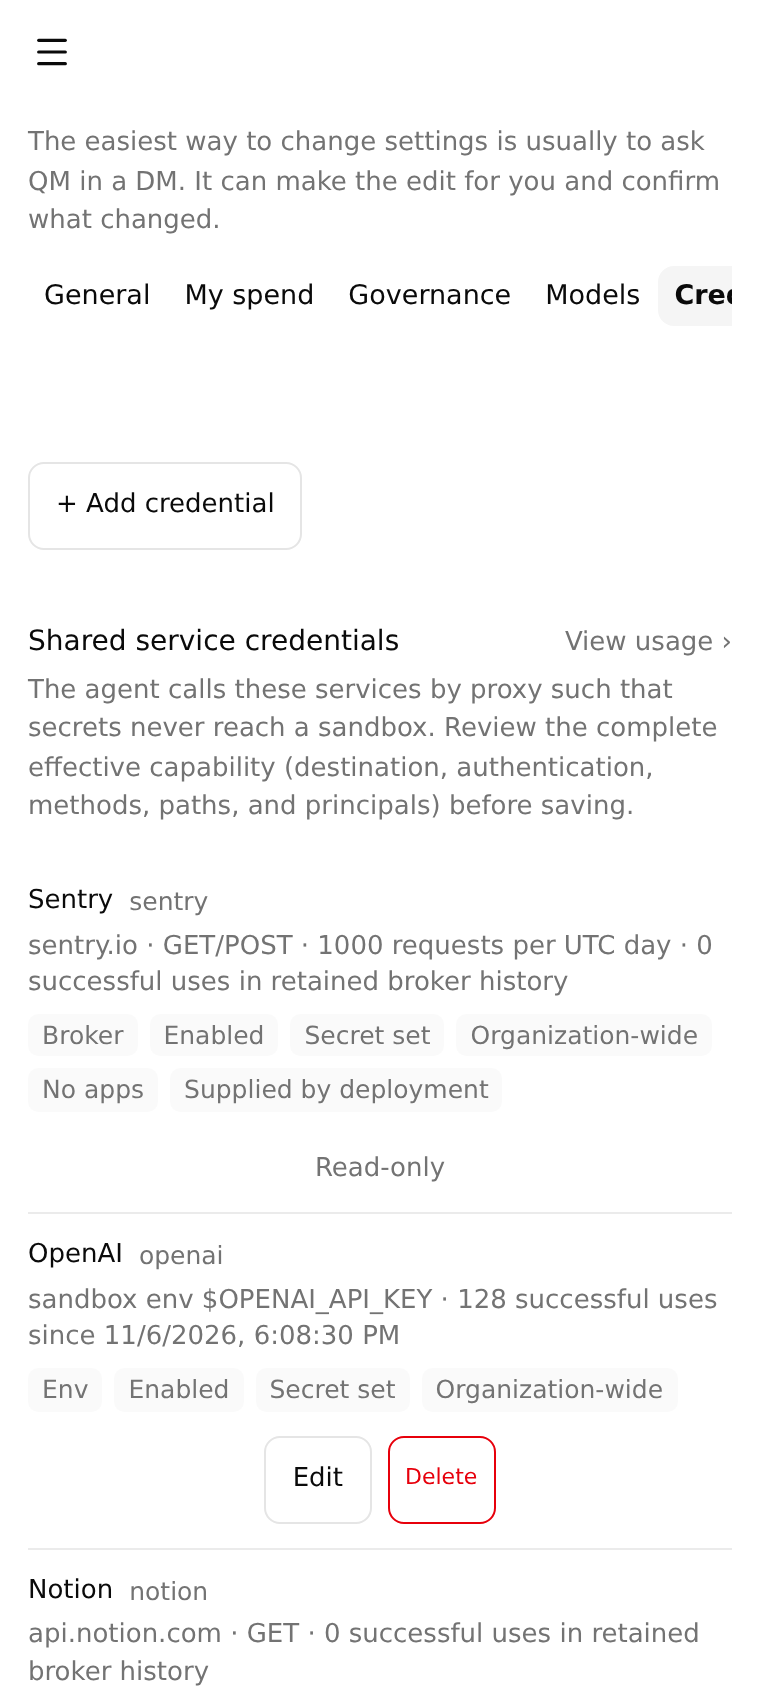 The easiest way to change settings is usually to ask
QM in a DM. It can make the edit for you and confirm
what changed.
General My spend Governance Models
+ Add credential
Shared service credentials View usage ›
The agent calls these services by proxy such that
secrets never reach a sandbox. Review the complete
effective capability (destination, authentication,
methods, paths, and principals) before saving.
Sentry sentry
sentry.io · GET/POST · 1000 requests per UTC day · 0
successful uses in retained broker history
Broker Enabled Secret set Organization-wide
No apps Supplied by deployment
Read-only
OpenAI openai
sandbox env $OPENAI_API_KEY · 128 successful uses
since 11/6/2026, 6:08:30 PM
Env Enabled Secret set Organization-wide
Edit Delete
Notion notion
api.notion.com · GET · 0 successful uses in retained
broker history